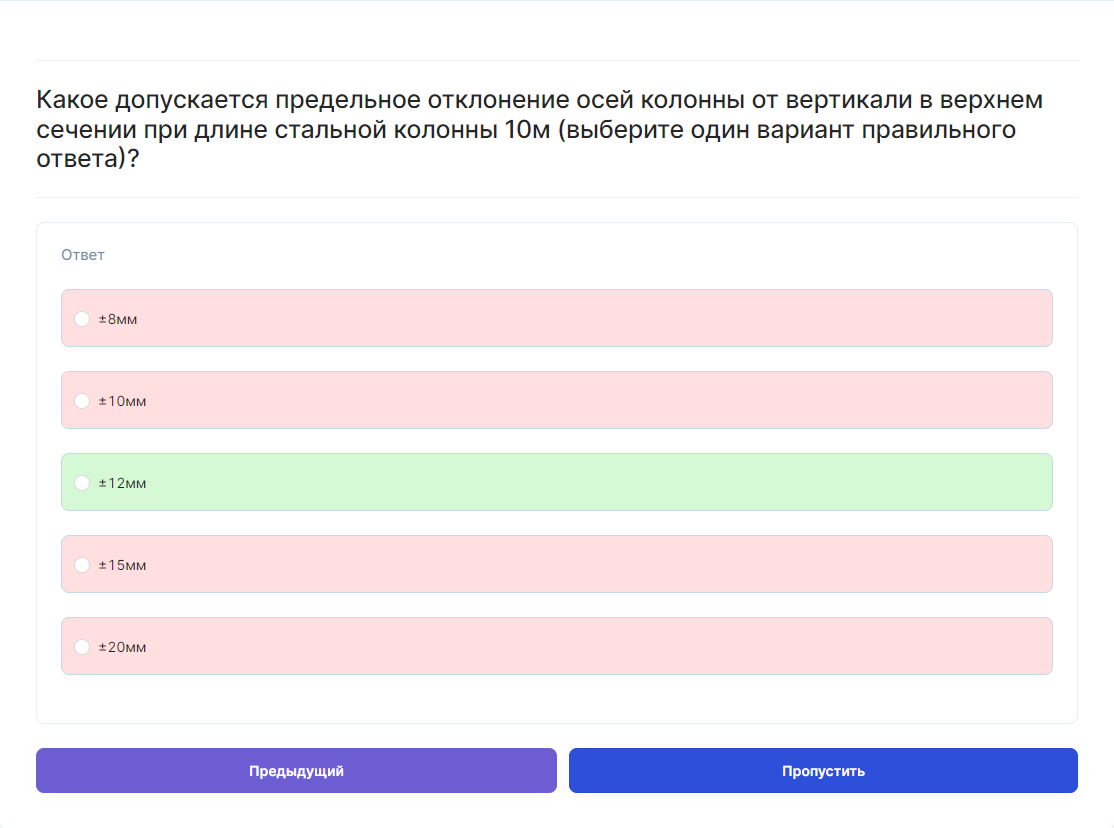 Какое допускается предельное отклонение осей колонны от вертикали в верхнем
сечении при длине стальной колонны 10м (выберите один вариант правильного
ответа)?
Ответ
±8мм
±10мм
±12мм
±15мм
±20мм
Предыдущий
Пропустить